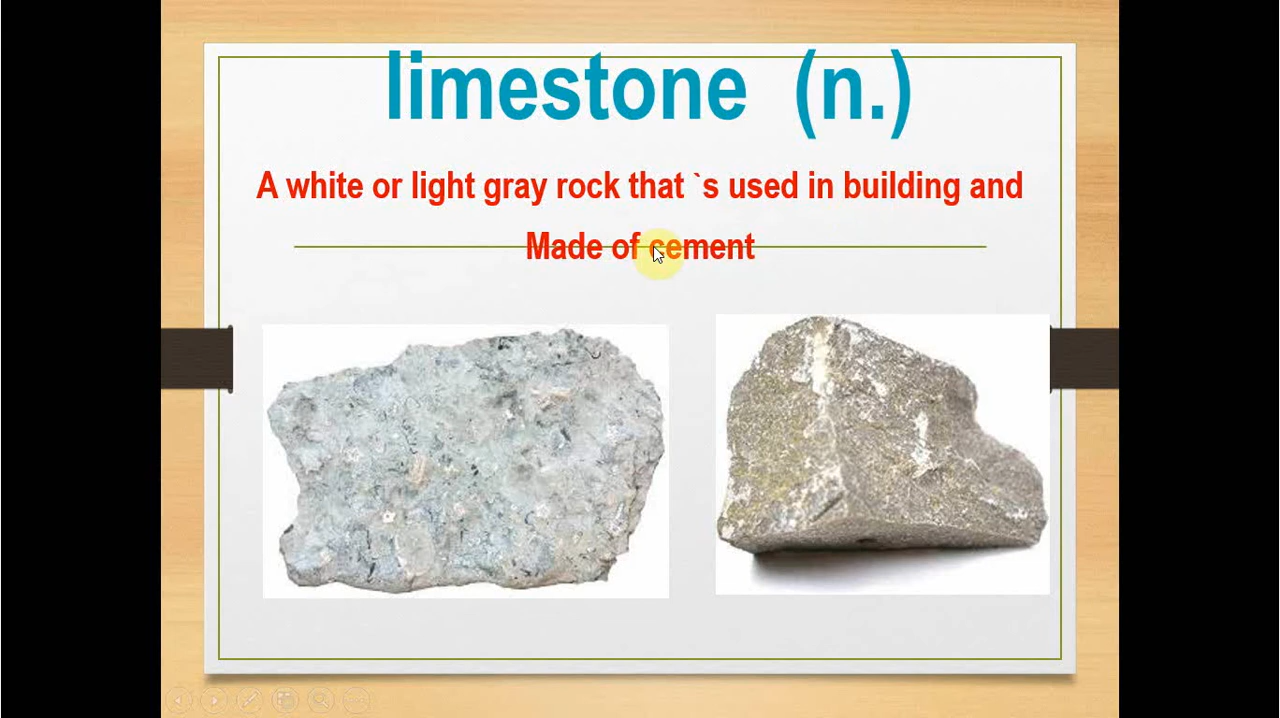 limestone (n.)
A white or light gray rock that `s used in building and
Made of cement